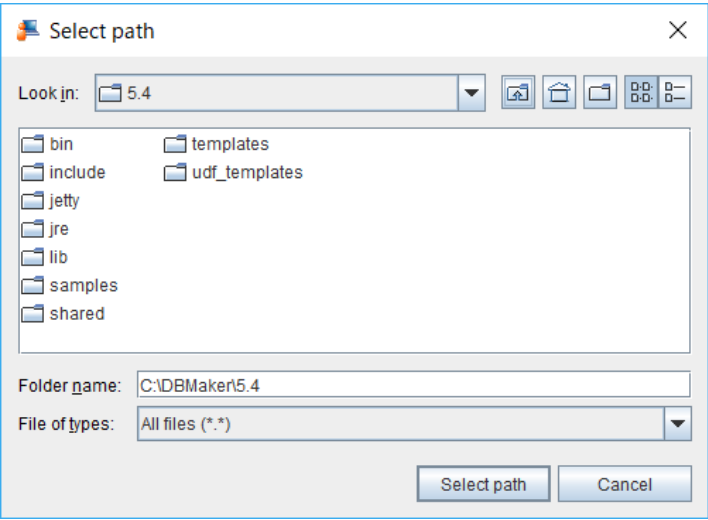 Select path
Look in: 5.4
bin templates
include udf_templates
jetty
jre
lib
samples
shared
Folder name: C:\DBMaker\5.4
File of types: All files (*.*)
Select path Cancel